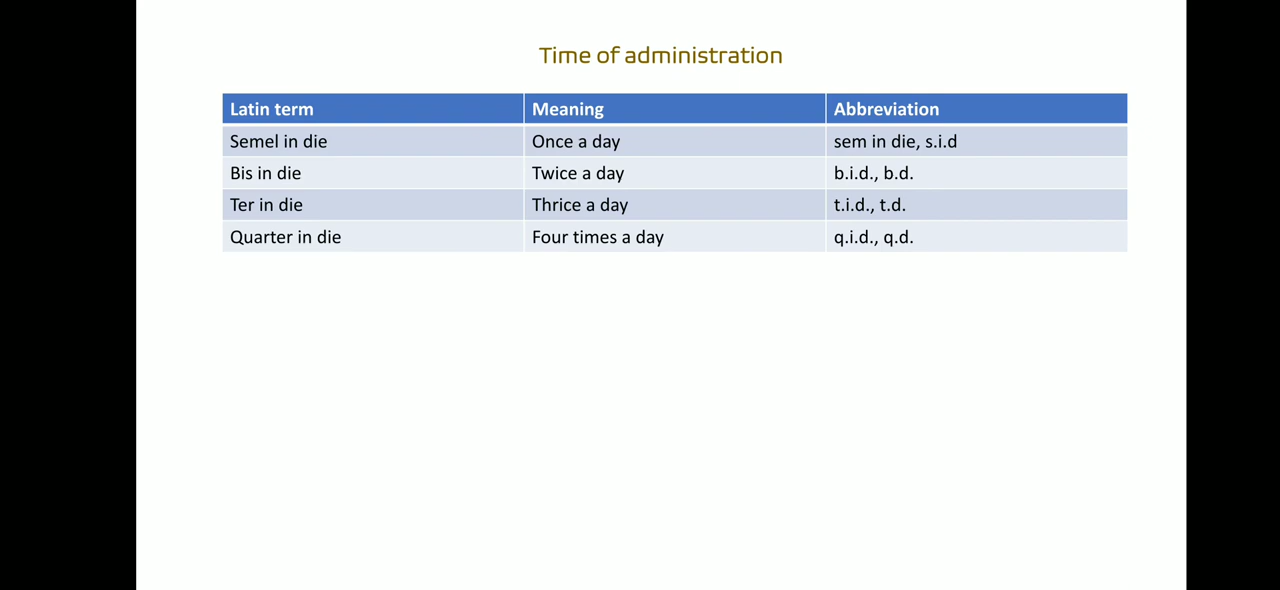 Time of administration
Latin term Meaning Abbreviation
Semel in die Once a day sem in die, s.i.d
Bis in die Twice a day b.i.d., b.d.
Ter in die Thrice a day t.i.d., t.d.
Quarter in die Four times a day q.i.d., q.d.